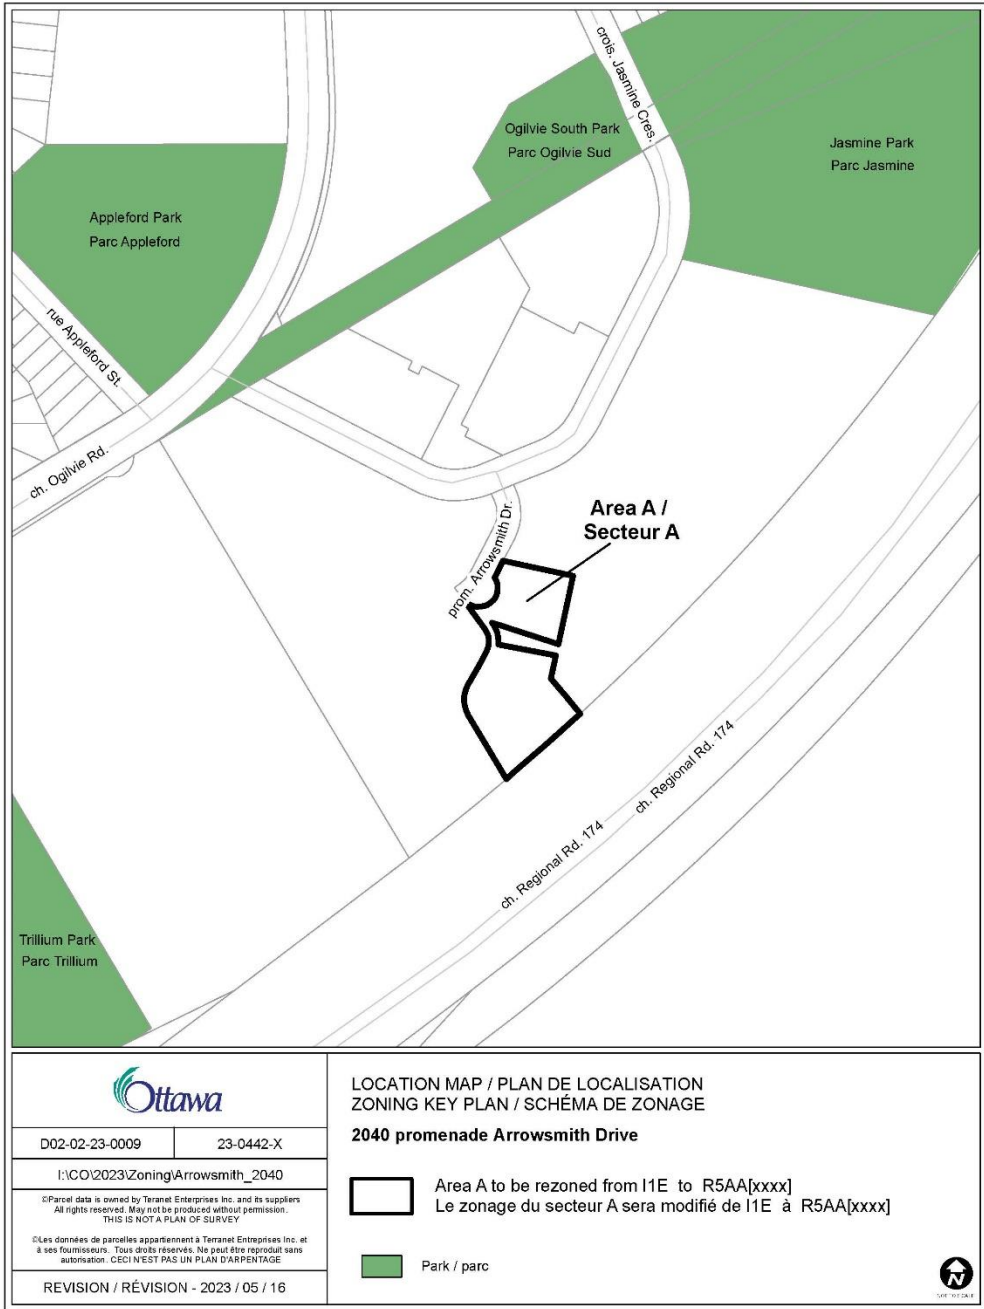 crois. Jasmine Cres.
Ogilvie South Park
Parc Ogilvie Sud
Jasmine Park
Parc Jasmine
Appleford Park
Parc Appleford
rue Appleford St.
ch. Ogilvie Rd.
prom. Arrowsmith Dr.
Area A /
Secteur A
ch. Regional Rd. 174
ch. Regional Rd. 174
Trillium Park
Parc Trillium
Ottawa
D02-02-23-0009
23-0442-X
I:\CO\2023\Zoning\Arrowsmith_2040
©Parcel data is owned by Teranet Enterprises Inc. and its suppliers
All rights reserved. May not be produced without permission.
THIS IS NOT A PLAN OF SURVEY
©Les données de parcelles appartiennent à Terranet Entreprises Inc. et
à ses fournisseurs. Tous droits réservés. Ne peut être reproduit sans
autorisation. CECI N'EST PAS UN PLAN D'ARPENTAGE
REVISION / RÉVISION - 2023 / 05 / 16
LOCATION MAP / PLAN DE LOCALISATION
ZONING KEY PLAN / SCHÉMA DE ZONAGE
2040 promenade Arrowsmith Drive
Area A to be rezoned from I1E to R5AA[xxxx]
Le zonage du secteur A sera modifié de I1E à R5AA[xxxx]
Park / parc
N
NOT TO SCALE